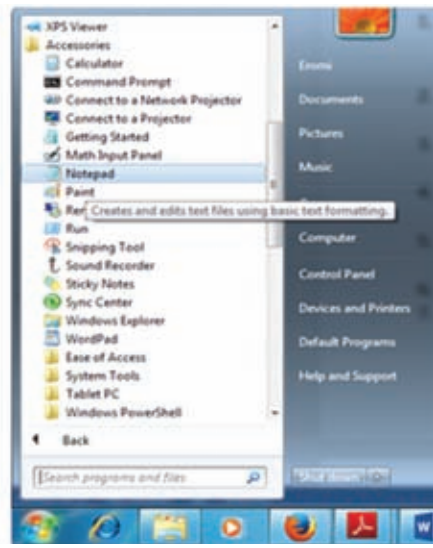 XPS Viewer
Accessories
Calculator
Command Prompt
Connect to a Network Projector
Connect to a Projector
Getting Started
Math Input Panel
Notepad
Paint
Creates and edits text files using basic text formatting.
Run
Snipping Tool
Sound Recorder
Sticky Notes
Sync Center
Windows Explorer
WordPad
Ease of Access
System Tools
Tablet PC
Windows PowerShell
Back
Search programs and files
Eromi
Documents
Pictures
Music
Computer
Control Panel
Devices and Printers
Default Programs
Help and Support
Shut down
W